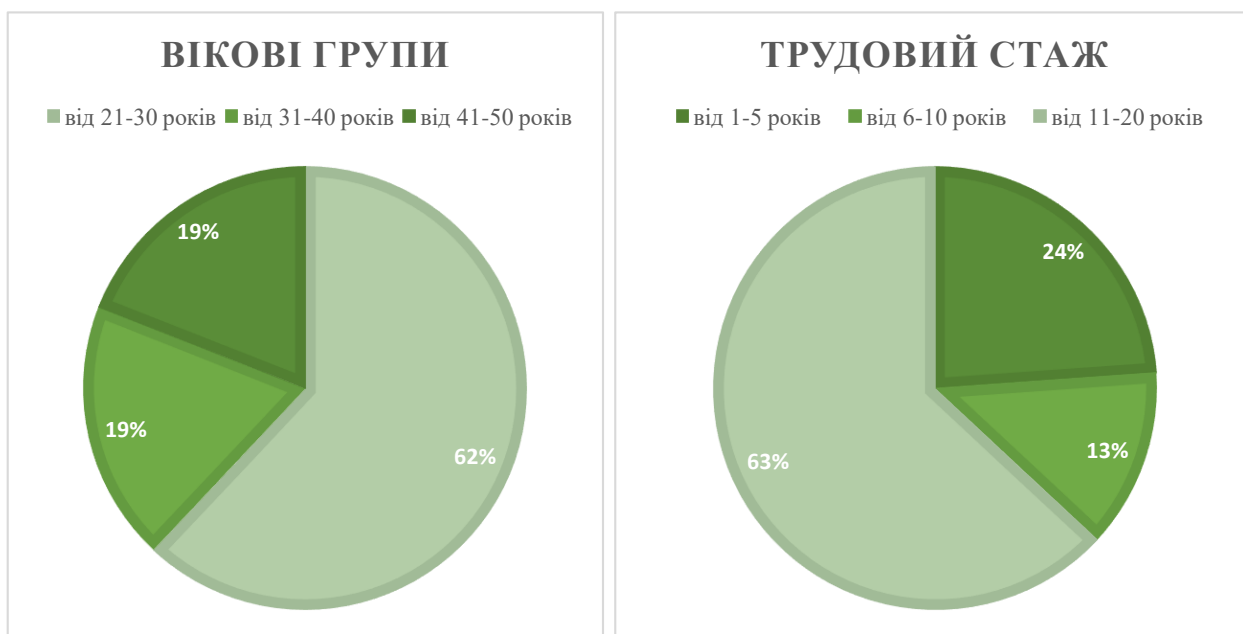 ВІКОВІ ГРУПИ
від 21-30 років від 31-40 років від 41-50 років
19%
19%
62%
ТРУДОВИЙ СТАЖ
від 1-5 років від 6-10 років від 11-20 років
24%
13%
63%